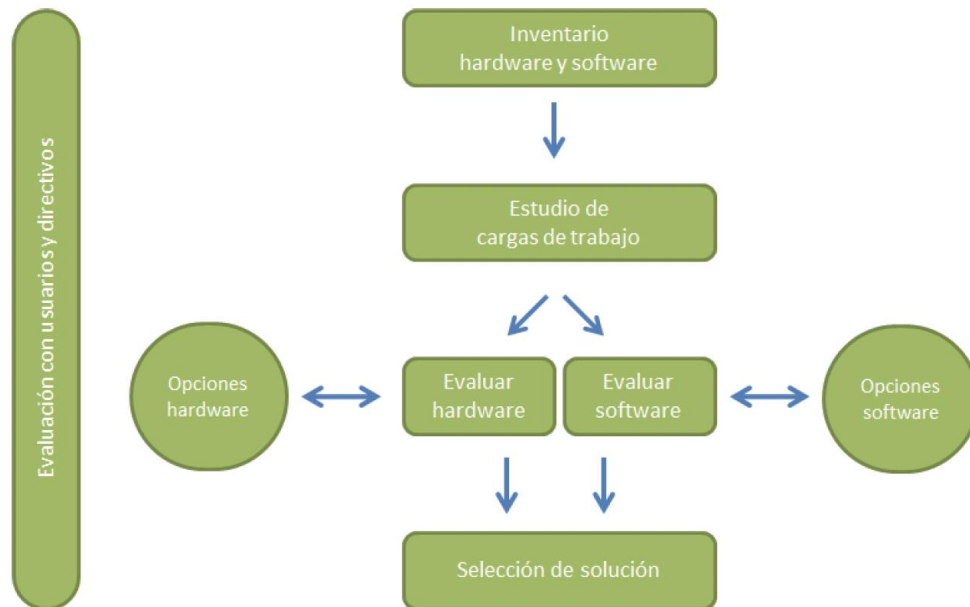 Evaluación con usuarios y directivos
Inventario
hardware y software
Estudio de
cargas de trabajo
Opciones
hardware
Evaluar
hardware
Evaluar
software
Opciones
software
Selección de solución